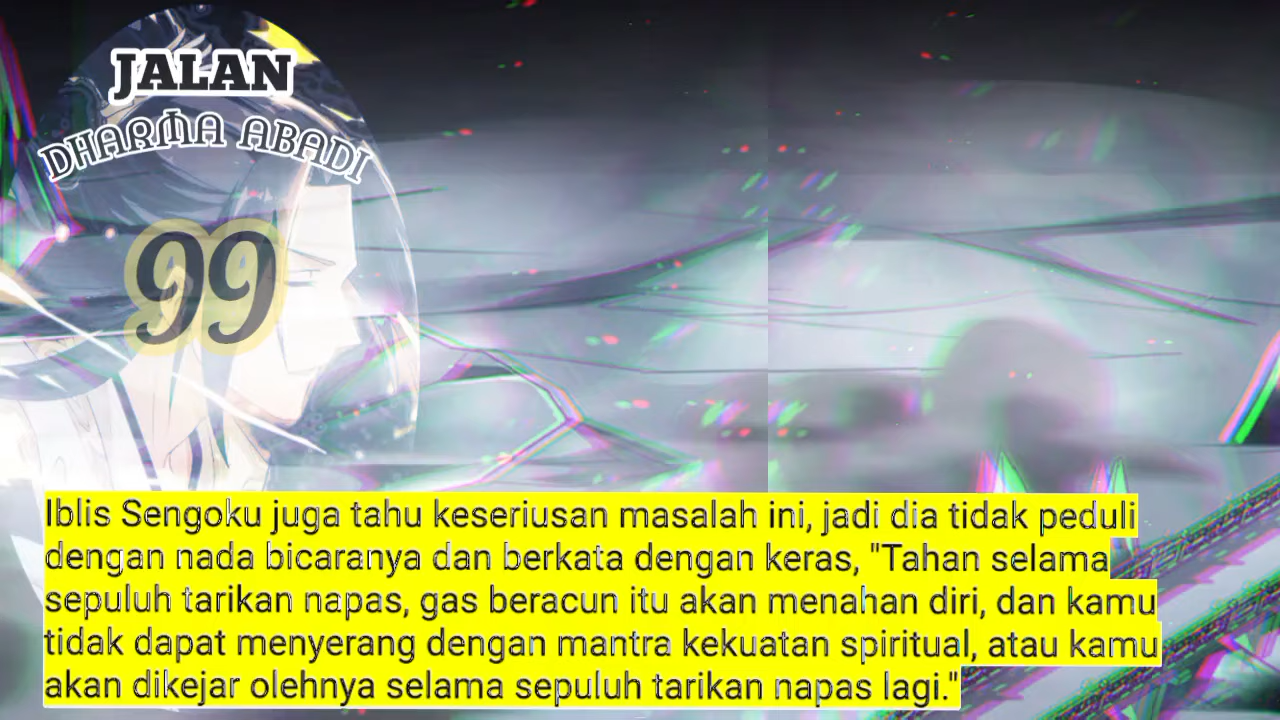 JALAN
DHARMA ABADI
99
Iblis Sengoku juga tahu keseriusan masalah ini, jadi dia tidak peduli
dengan nada bicaranya dan berkata dengan keras, "Tahan selama
sepuluh tarikan napas, gas beracun itu akan menahan diri, dan kamu
tidak dapat menyerang dengan mantra kekuatan spiritual, atau kamu
akan dikejar olehnya selama sepuluh tarikan napas lagi."